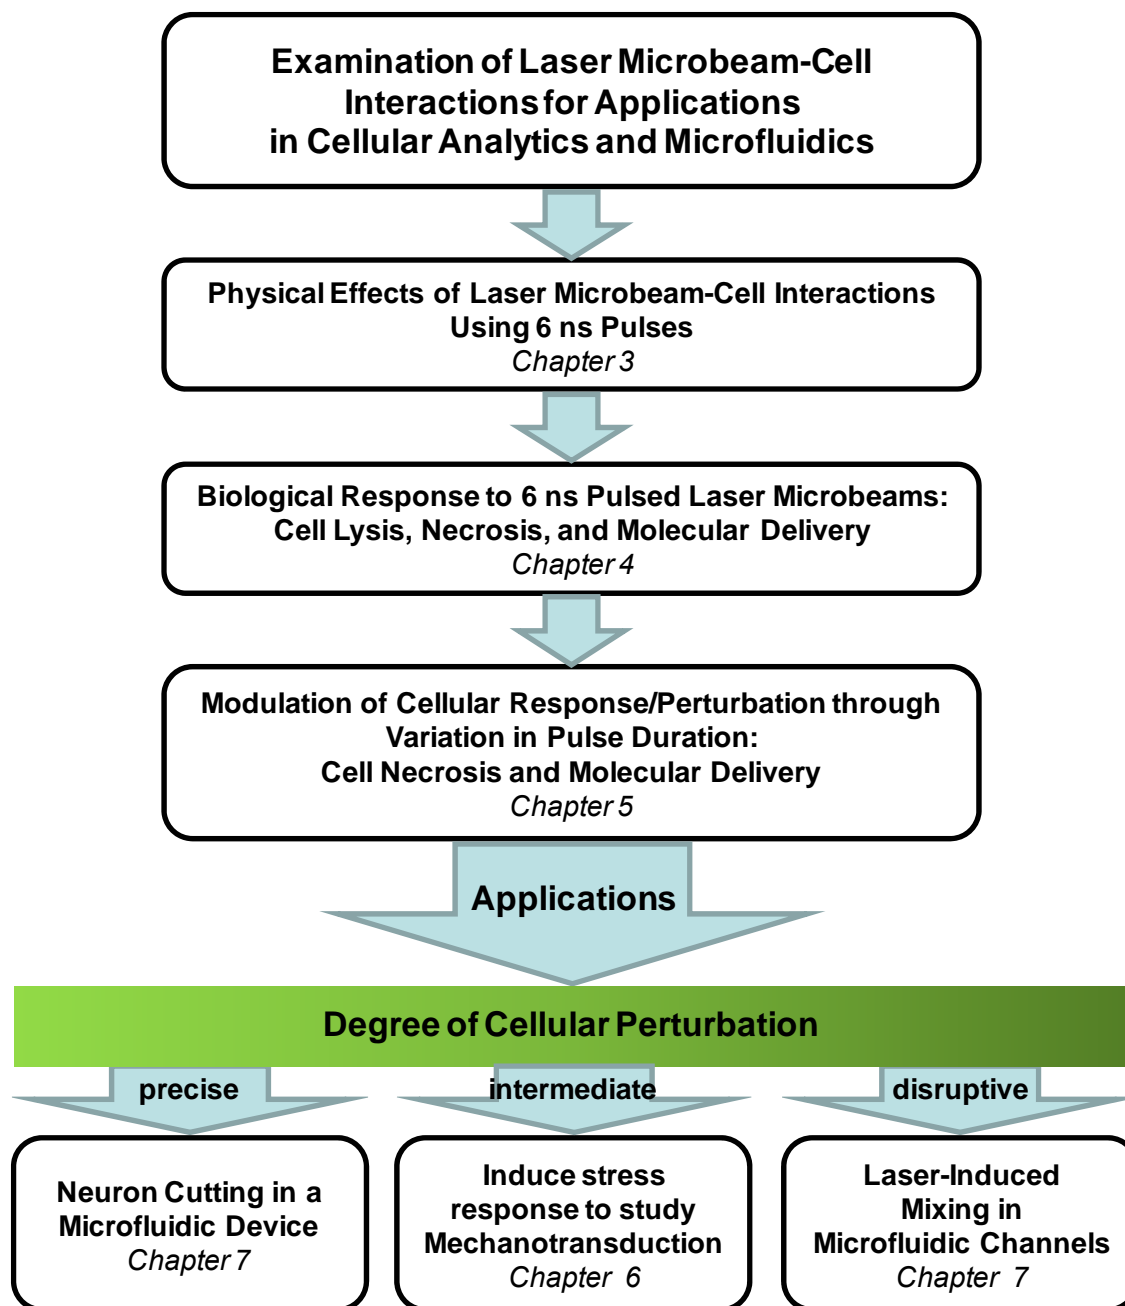 Examination of Laser Microbeam-Cell
Interactions for Applications
in Cellular Analytics and Microfluidics
Physical Effects of Laser Microbeam-Cell Interactions
Using 6 ns Pulses
Chapter 3
Biological Response to 6 ns Pulsed Laser Microbeams:
Cell Lysis, Necrosis, and Molecular Delivery
Chapter 4
Modulation of Cellular Response/Perturbation through
Variation in Pulse Duration:
Cell Necrosis and Molecular Delivery
Chapter 5
Applications
Degree of Cellular Perturbation
precise
intermediate
disruptive
Neuron Cutting in a
Microfluidic Device
Chapter 7
Induce stress
response to study
Mechanotransduction
Chapter 6
Laser-Induced
Mixing in
Microfluidic Channels
Chapter 7